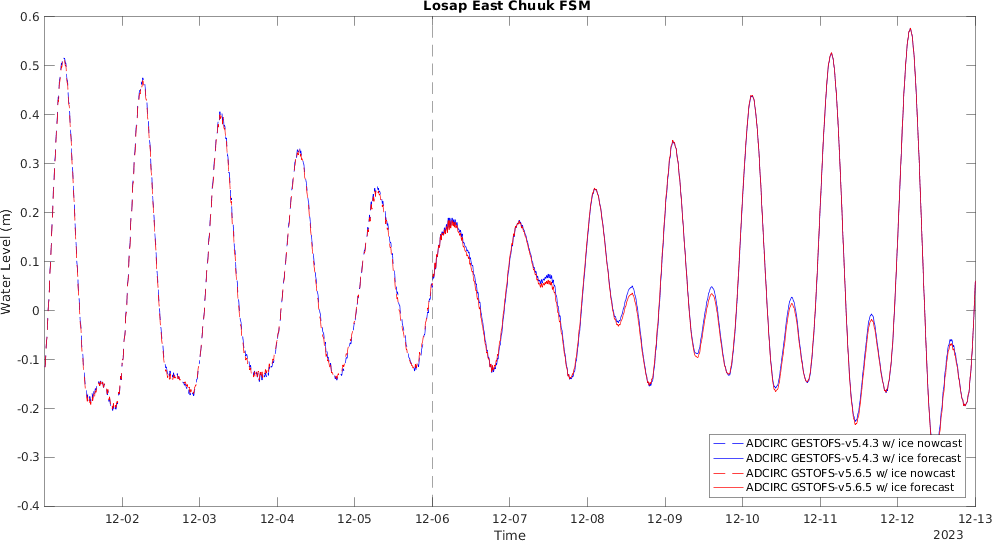 Losap East Chuuk FSM
0.6
0.5
0.4
0.3
0.2
0.1
0
-0.1
-0.2
-0.3
-0.4
Water Level (m)
ADCIRC GESTOFS-v5.4.3 w/ ice nowcast
ADCIRC GESTOFS-v5.4.3 w/ ice forecast
ADCIRC GSTOFS-v5.6.5 w/ ice nowcast
ADCIRC GSTOFS-v5.6.5 w/ ice forecast
12-02 12-03 12-04 12-05 12-06 12-07 12-08 12-09 12-10 12-11 12-12 12-13
Time
2023